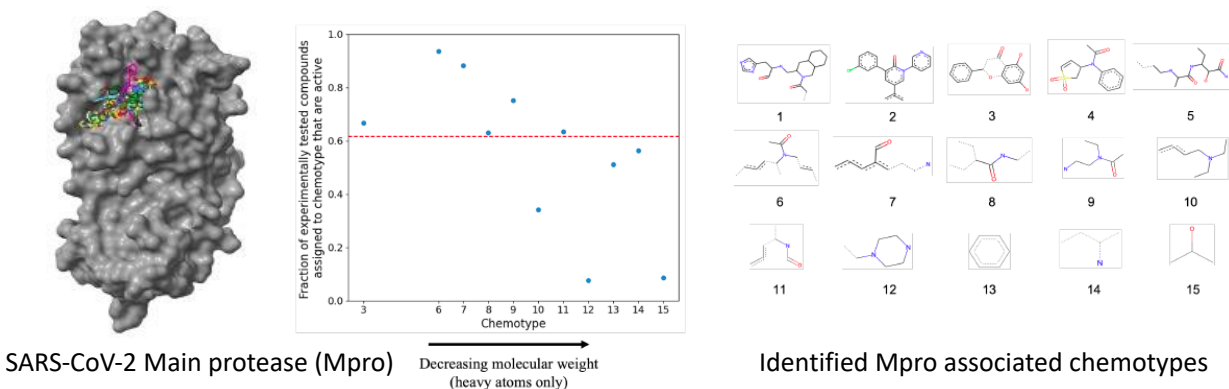 SARS-CoV-2 Main protease (Mpro)
Fraction of experimentally tested compounds
assigned to chemotype that are active
1.0
0.8
0.6
0.4
0.2
0.0
3 6 7 8 9 10 11 12 13 14 15
Chemotype
Decreasing molecular weight
(heavy atoms only)
1 2 3 4 5
6 7 8 9 10
11 12 13 14 15
Identified Mpro associated chemotypes